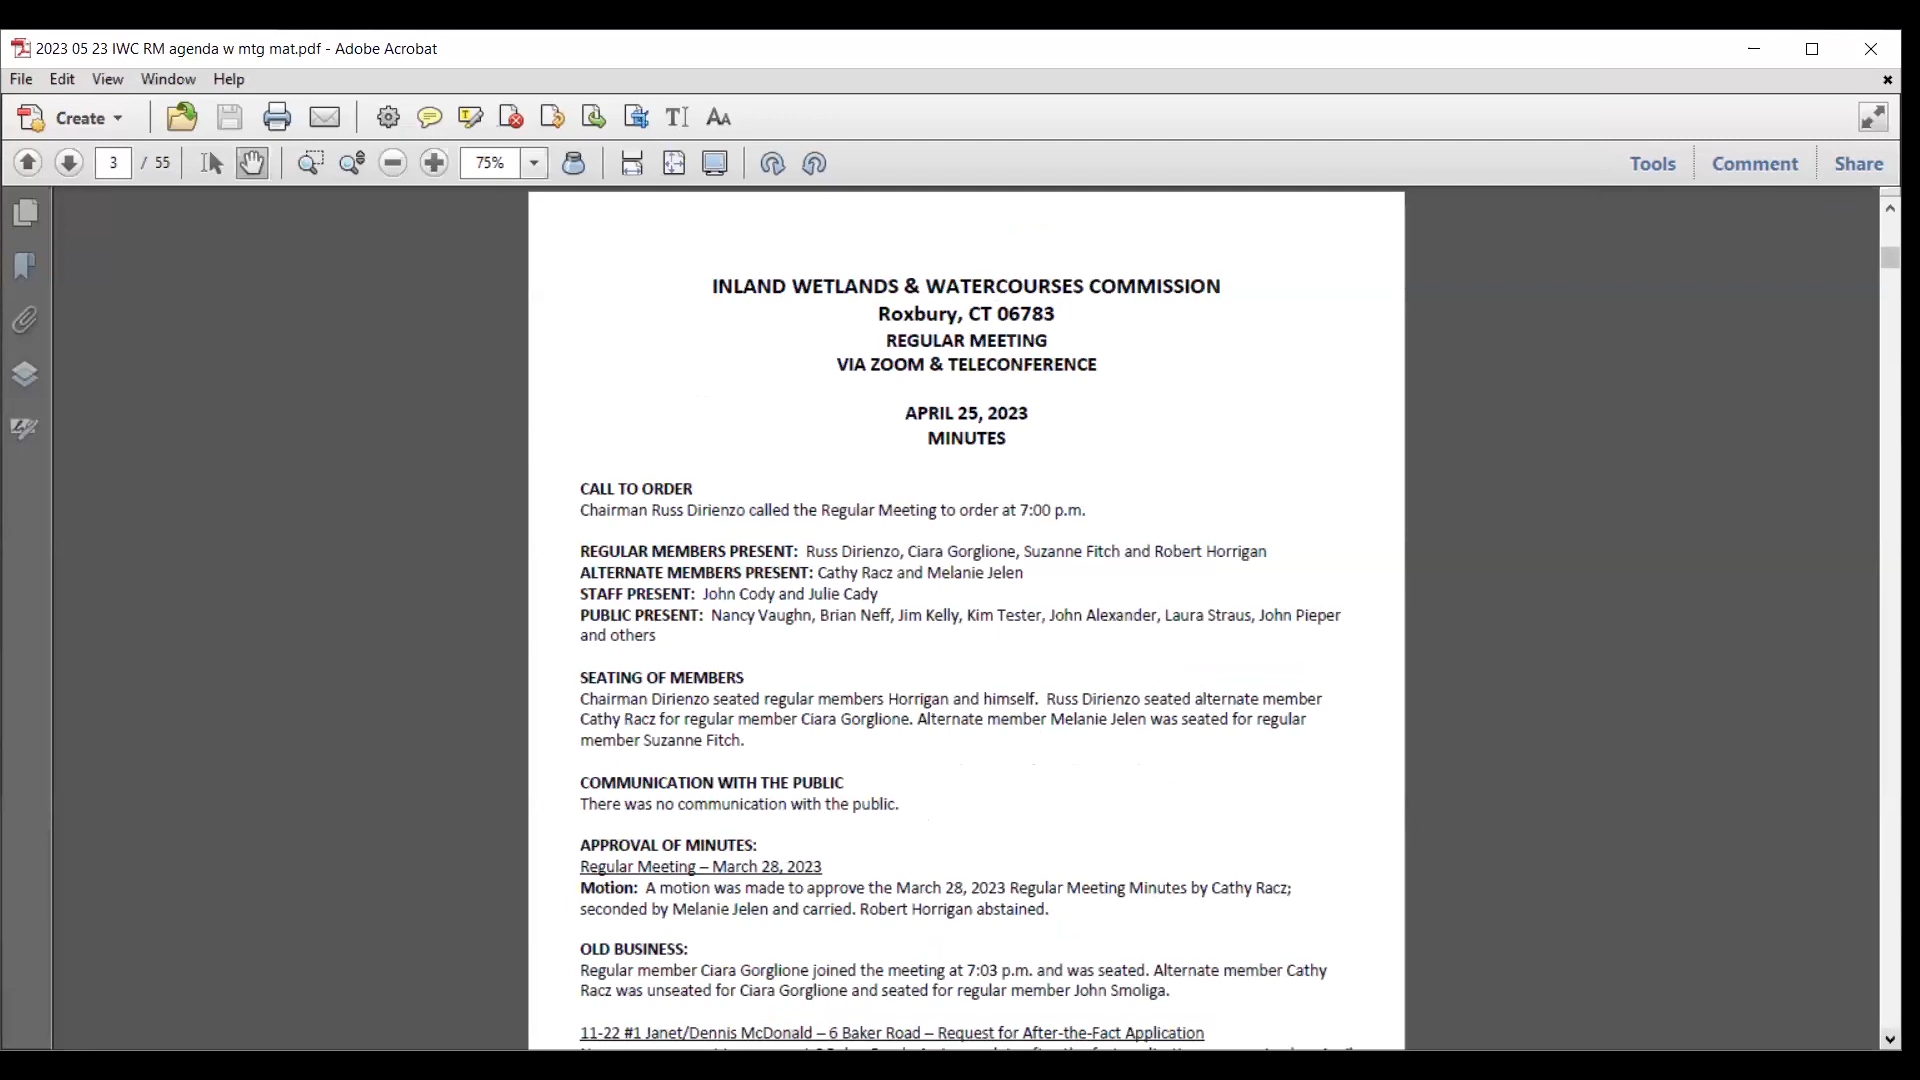 2023 05 23 IWC RM agenda w mtg mat.pdf - Adobe Acrobat
File Edit View Window Help
Create
3 / 55 75% Tools Comment Share
INLAND WETLANDS & WATERCOURSES COMMISSION
Roxbury, CT 06783
REGULAR MEETING
VIA ZOOM & TELECONFERENCE
APRIL 25, 2023
MINUTES
CALL TO ORDER
Chairman Russ Dirienzo called the Regular Meeting to order at 7:00 p.m.
REGULAR MEMBERS PRESENT: Russ Dirienzo, Ciara Gorglione, Suzanne Fitch and Robert Horrigan
ALTERNATE MEMBERS PRESENT: Cathy Racz and Melanie Jelen
STAFF PRESENT: John Cody and Julie Cady
PUBLIC PRESENT: Nancy Vaughn, Brian Neff, Jim Kelly, Kim Tester, John Alexander, Laura Straus, John Pieper
and others
SEATING OF MEMBERS
Chairman Dirienzo seated regular members Horrigan and himself. Russ Dirienzo seated alternate member
Cathy Racz for regular member Ciara Gorglione. Alternate member Melanie Jelen was seated for regular
member Suzanne Fitch.
COMMUNICATION WITH THE PUBLIC
There was no communication with the public.
APPROVAL OF MINUTES:
Regular Meeting – March 28, 2023
Motion: A motion was made to approve the March 28, 2023 Regular Meeting Minutes by Cathy Racz;
seconded by Melanie Jelen and carried. Robert Horrigan abstained.
OLD BUSINESS:
Regular member Ciara Gorglione joined the meeting at 7:03 p.m. and was seated. Alternate member Cathy
Racz was unseated for Ciara Gorglione and seated for regular member John Smoliga.
11-22 #1 Janet/Dennis McDonald – 6 Baker Road – Request for After-the-Fact Application